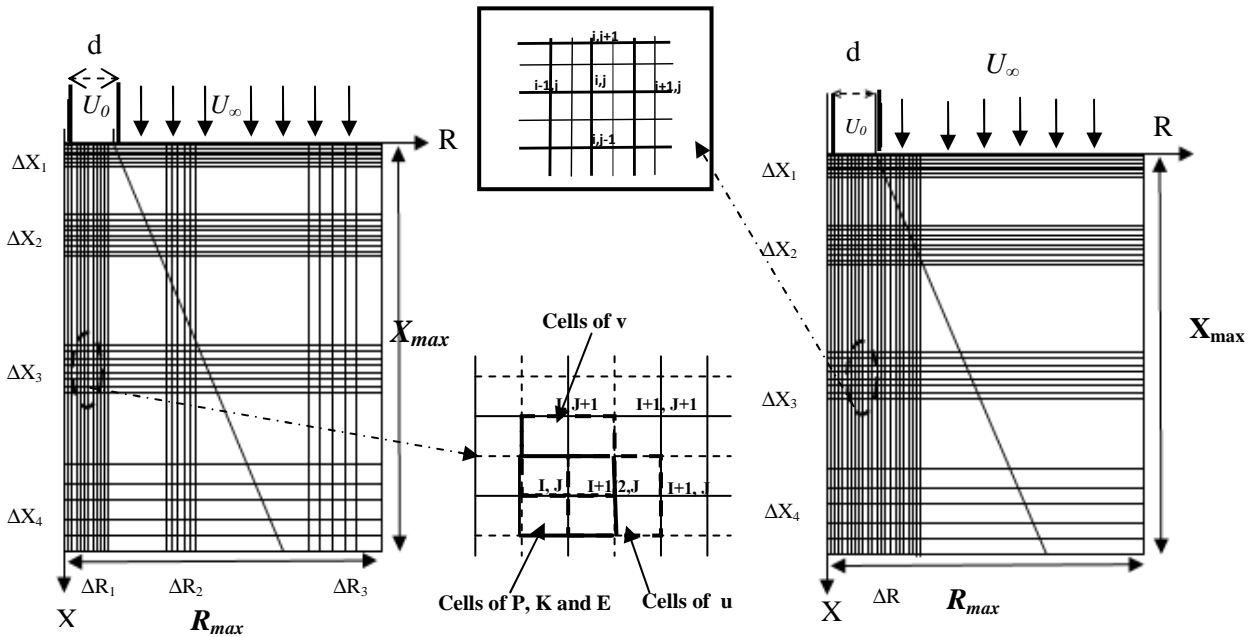 d
U0
U∞
R
ΔX1
ΔX2
ΔX3
ΔX4
Xmax
X
ΔR1
ΔR2
ΔR3
Rmax
i,j+1
i-1,j
i,j
i+1,j
i,j-1
Cells of v
I, J+1
I+1, J+1
I, J
I+1/2,J
I+1, J
Cells of P, K and E
Cells of u
d
U∞
U0
R
ΔX1
ΔX2
ΔX3
ΔX4
Xmax
X
ΔR
Rmax